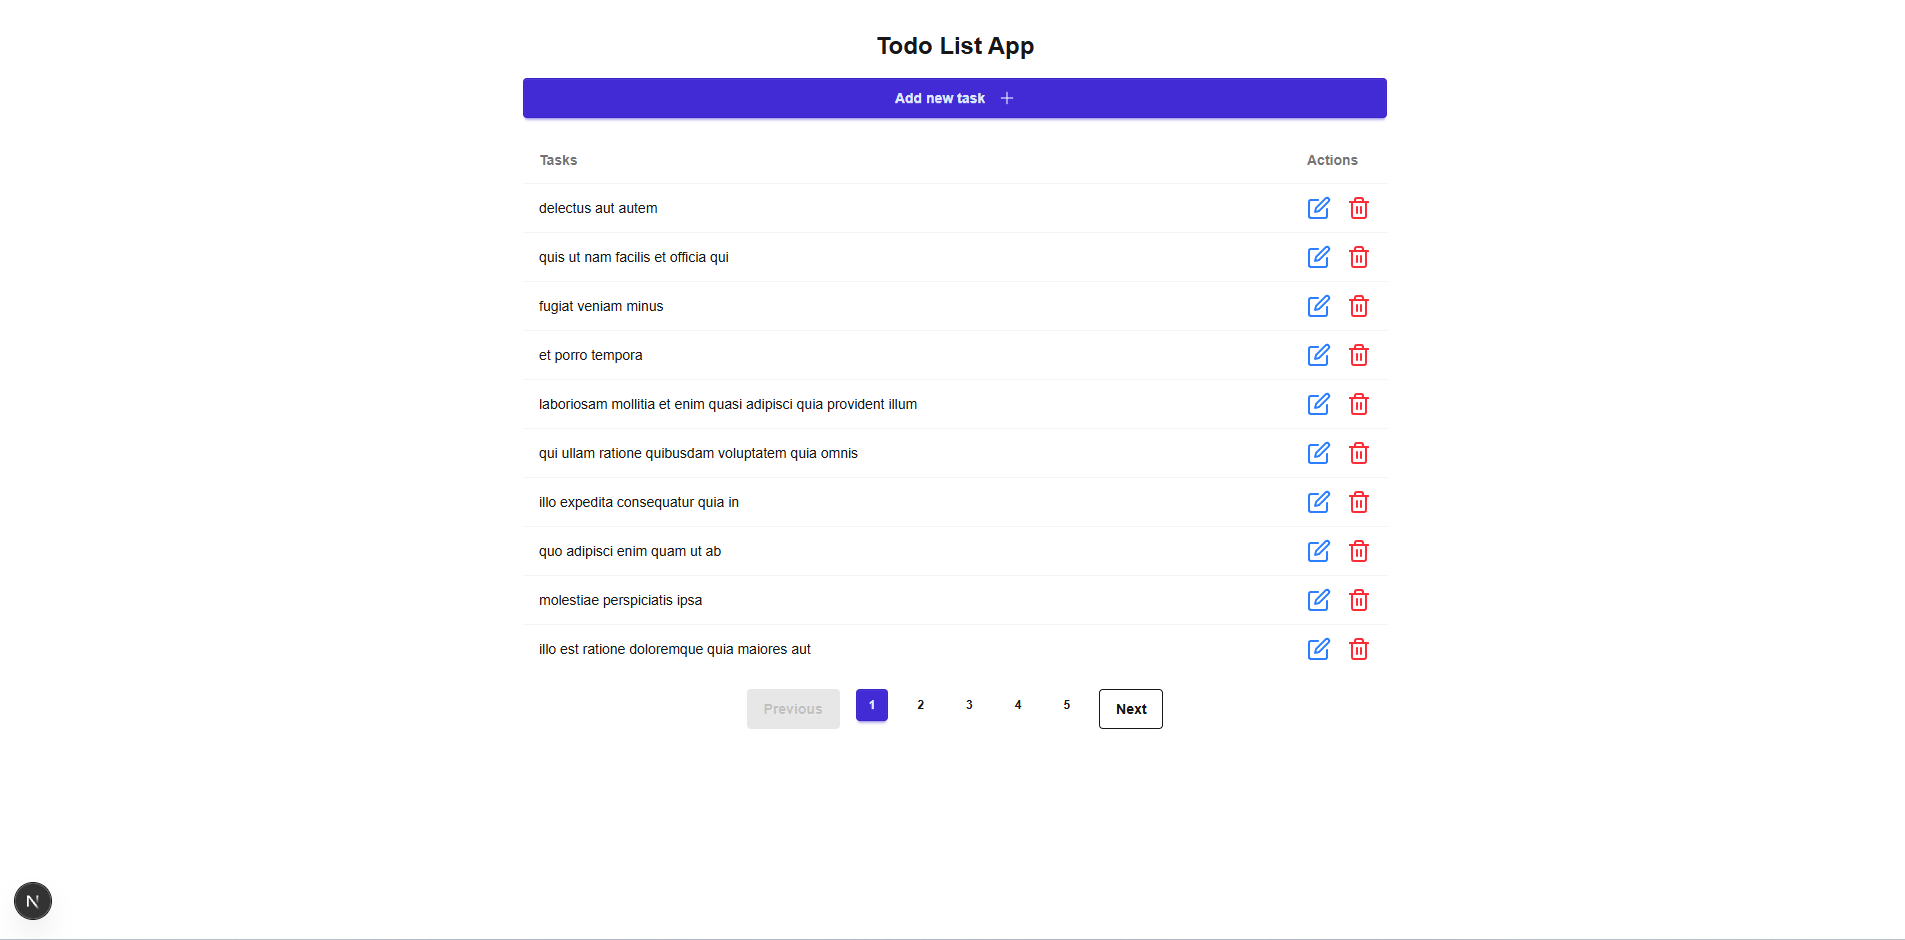 Todo List App
Add new task +
Tasks Actions
delectus aut autem
quis ut nam facilis et officia qui
fugiat veniam minus
et porro tempora
laboriosam mollitia et enim quasi adipisci quia provident illum
qui ullam ratione quibusdam voluptatem quia omnis
illo expedita consequatur quia in
quo adipisci enim quam ut ab
molestiae perspiciatis ipsa
illo est ratione doloremque quia maiores aut
Previous 1 2 3 4 5 Next
N